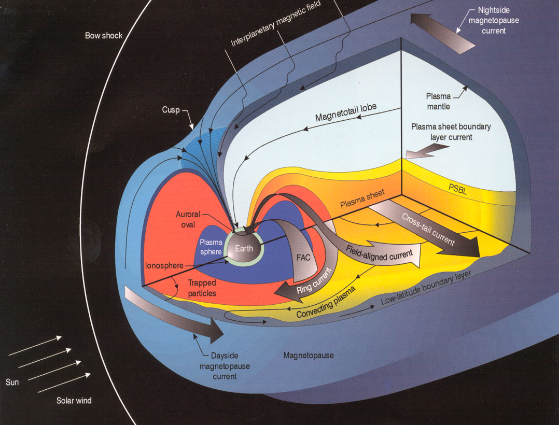 Nightside
magnetopause
current
Interplanetary magnetic field
Bow shock
Plasma
mantle
Cusp
Magnetotail lobe
Plasma sheet boundary
layer current
PSBL
Plasma sheet
Auroral
oval
Cross-tail current
Plasma
sphere
Earth
Field-aligned current
FAC
Ionosphere
Ring current
Trapped
particles
Low-latitude boundary layer
Convecting plasma
Dayside
magnetopause
current
Magnetopause
Sun
Solar wind